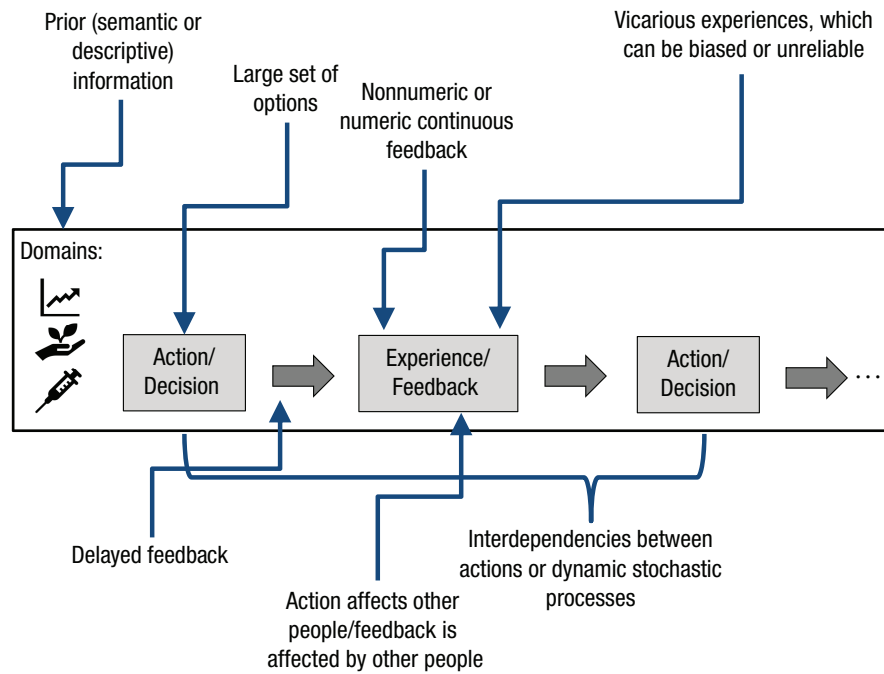 Prior (semantic or
descriptive)
information
Large set of
options
Nonnumeric or
numeric continuous
feedback
Vicarious experiences, which
can be biased or unreliable
Domains:
Action/
Decision
Experience/
Feedback
Action/
Decision
...
Delayed feedback
Action affects other
people/feedback is
affected by other people
Interdependencies between
actions or dynamic stochastic
processes